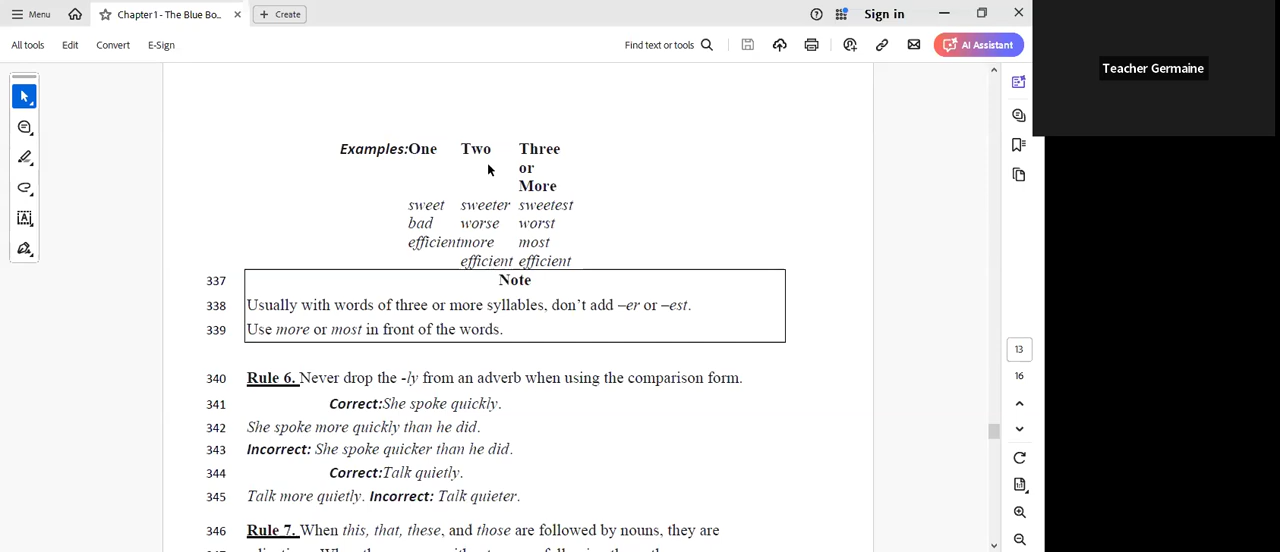 Menu
Chapter1 - The Blue Bo...
Create
Sign in
All tools Edit Convert E-Sign
Find text or tools
AI Assistant
Teacher Germaine
Examples:One Two Three
or
More
sweet sweeter sweetest
bad worse worst
efficientmore most
efficient efficient
337 Note
338 Usually with words of three or more syllables, don't add –er or –est.
339 Use more or most in front of the words.
340 Rule 6. Never drop the -ly from an adverb when using the comparison form.
341 Correct:She spoke quickly.
342 She spoke more quickly than he did.
343 Incorrect: She spoke quicker than he did.
344 Correct:Talk quietly.
345 Talk more quietly. Incorrect: Talk quieter.
346 Rule 7. When this, that, these, and those are followed by nouns, they are
13
16